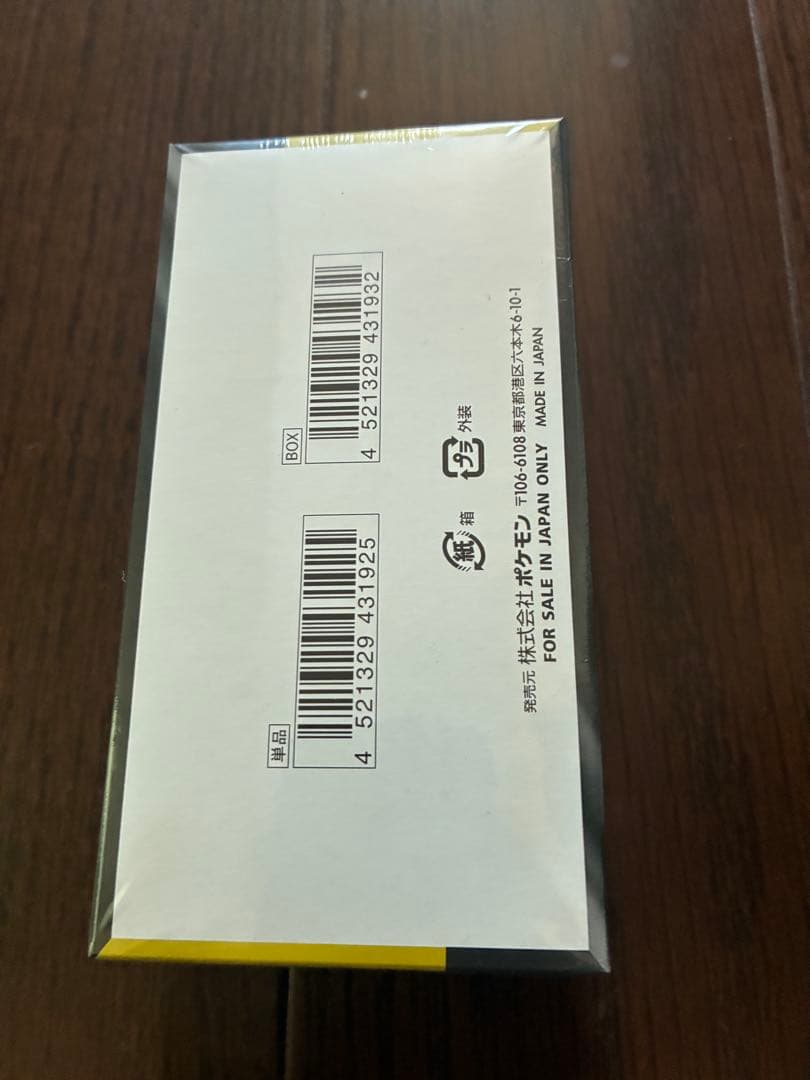 単品
4 521329 431925
BOX
4 521329 431932
紙 箱
プラ 外装
発売元 株式会社 ポケモン 〒106-6108 東京都港区六本木6-10-1
FOR SALE IN JAPAN ONLY MADE IN JAPAN